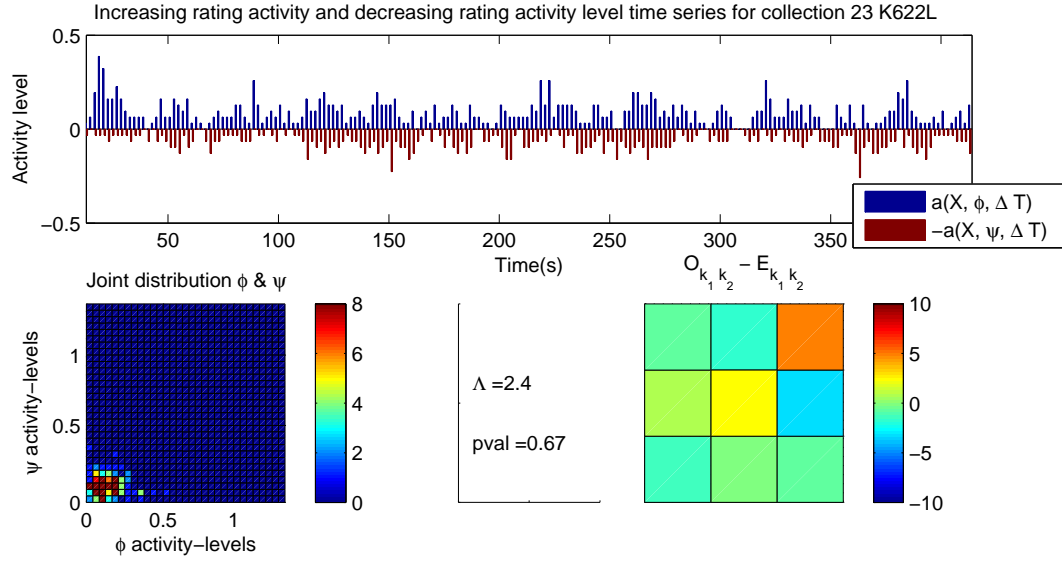 Increasing rating activity and decreasing rating activity level time series for collection 23 K622L
0.5
0
−0.5
Activity level
50
100
150
200
250
300
350
Time(s)
a(X, ϕ, Δ T)
−a(X, ψ, Δ T)
Joint distribution ϕ & ψ
1
0.5
0
ψ activity−levels
0
0.5
1
ϕ activity−levels
8
6
4
2
0
Λ =2.4
pval =0.67
O k1 k2 − E k1 k2
10
5
0
−5
−10